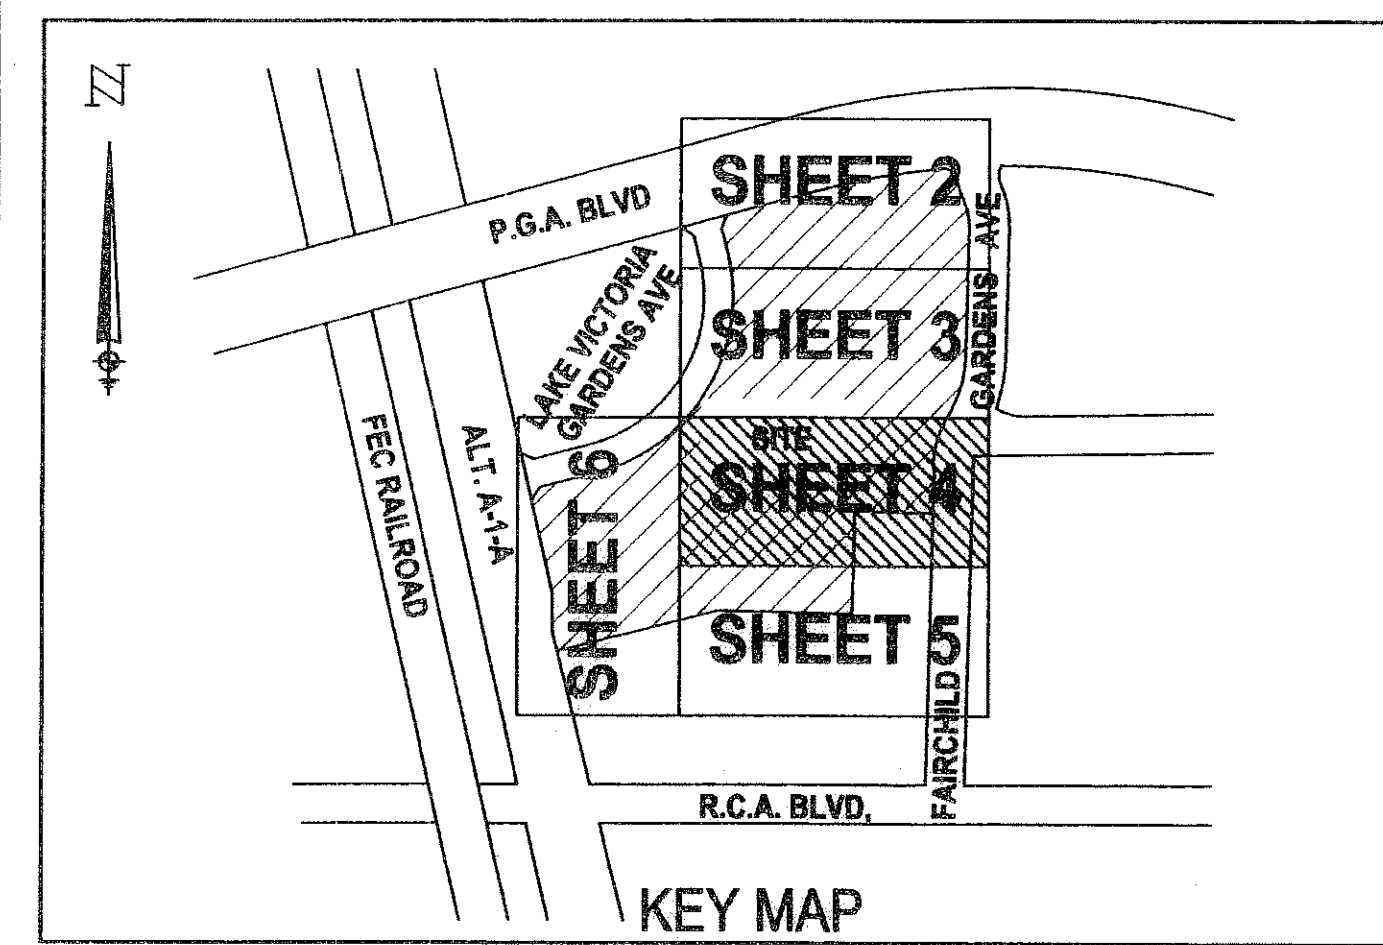 N
SHEET 2
P.G.A. BLVD
GARDENS AVE
LAKE VICTORIA
GARDENS AVE
SHEET 3
SITE
SHEET 4
FEC RAILROAD
ALT. A-1-A
SHEET 6
SHEET 5
FAIRCHILD
R.C.A. BLVD,
KEY MAP